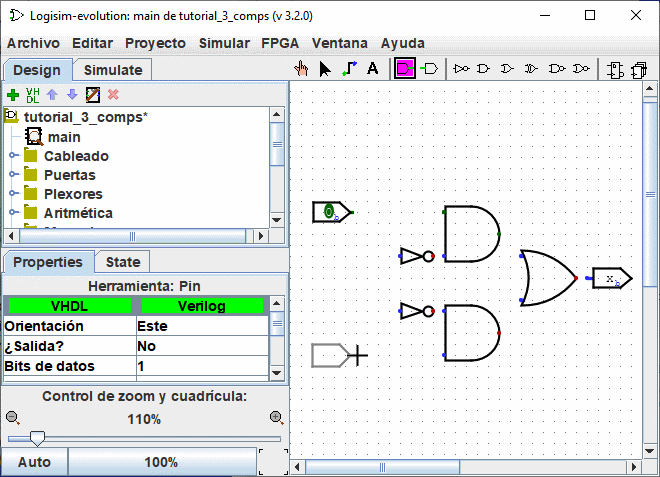 Logisim-evolution: main de tutorial_3_comps (v 3.2.0)
Archivo Editar Proyecto Simular FPGA Ventana Ayuda
Design Simulate
A
VH
DL
tutorial_3_comps*
main
Cableado
Puertas
Plexores
Aritmética
0
x
Properties State
Herramienta: Pin
VHDL Verilog
Orientación Este
¿Salida? No
Bits de datos 1
Control de zoom y cuadrícula:
110%
Auto 100%